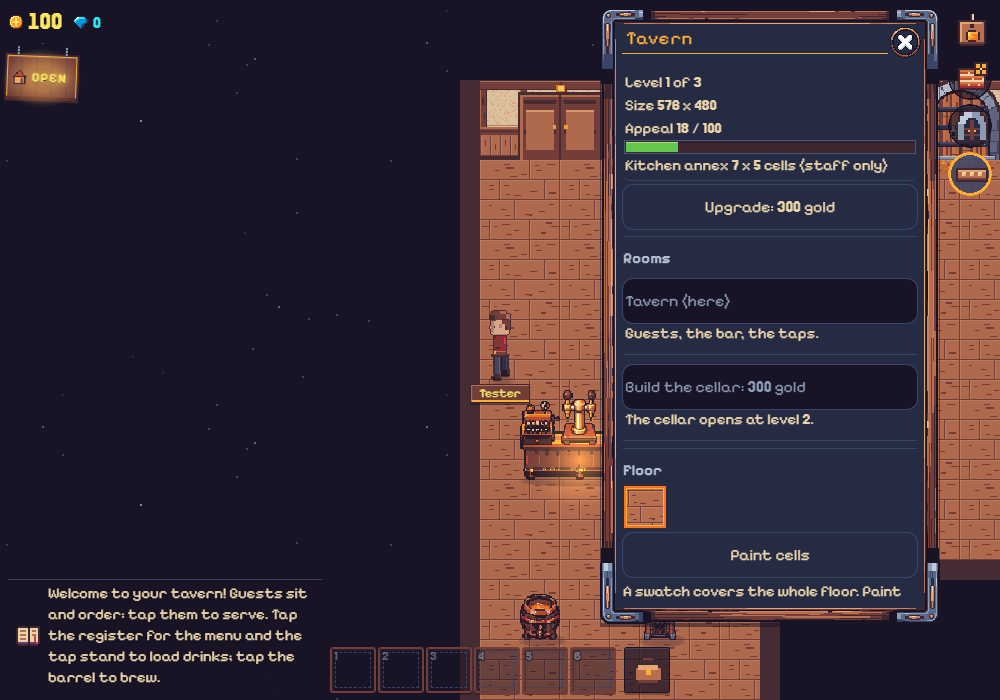 100 0
OPEN
Tavern
Level 1 of 3
Size 576 x 480
Appeal 18 / 100
Kitchen annex 7 x 5 cells (staff only)
Upgrade: 300 gold
Rooms
Tavern (here)
Guests, the bar, the taps.
Build the cellar: 300 gold
The cellar opens at level 2.
Floor
Paint cells
A swatch covers the whole floor. Paint
Tester
Welcome to your tavern! Guests sit
and order: tap them to serve. Tap
the register for the menu and the
tap stand to load drinks; tap the
barrel to brew.
1 2 3 4 5 6